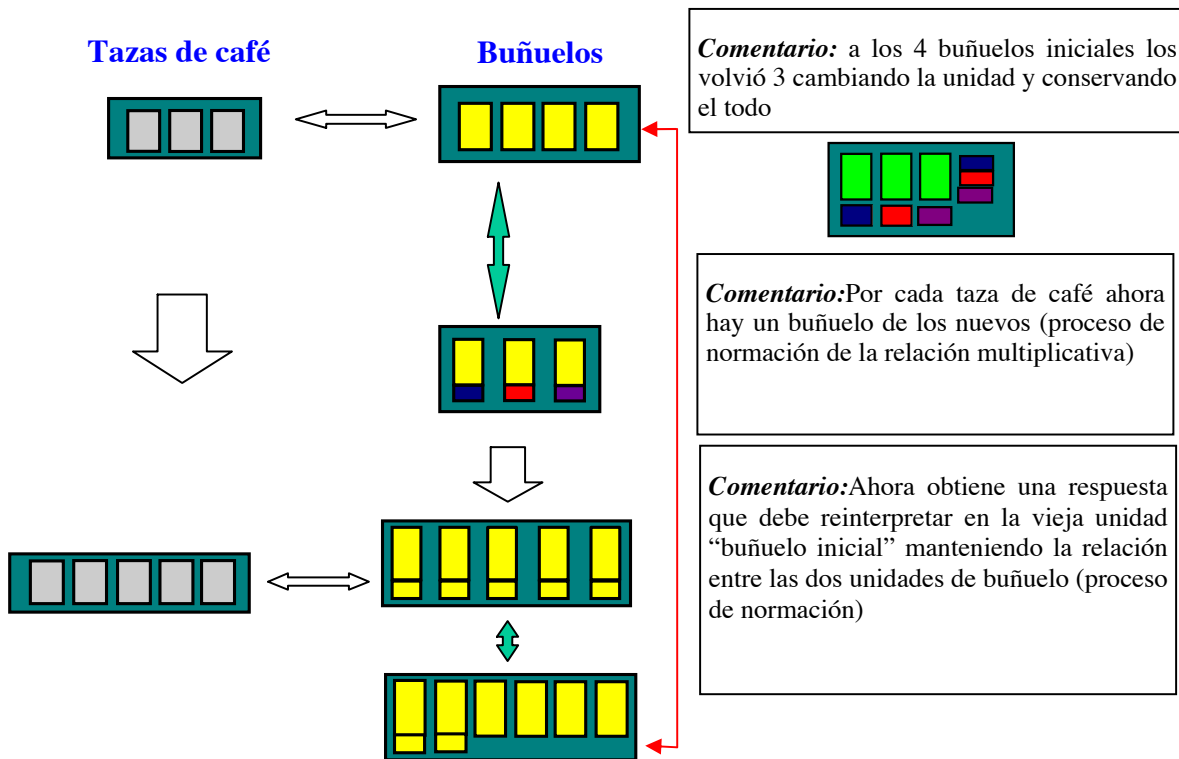 Tazas de café
Buñuelos
Comentario: a los 4 buñuelos iniciales los
volvió 3 cambiando la unidad y conservando
el todo
Comentario:Por cada taza de café ahora
hay un buñuelo de los nuevos (proceso de
normación de la relación multiplicativa)
Comentario:Ahora obtiene una respuesta
que debe reinterpretar en la vieja unidad
“buñuelo inicial” manteniendo la relación
entre las dos unidades de buñuelo (proceso
de normación)